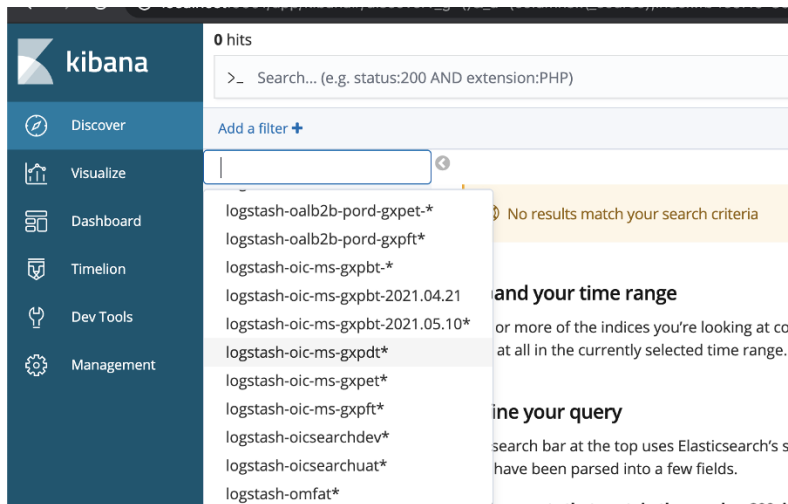 0 hits
kibana
>_ Search... (e.g. status:200 AND extension:PHP)
Discover
Add a filter +
Visualize
logstash-oalb2b-pord-gxpet-*
No results match your search criteria
Dashboard
logstash-oalb2b-pord-gxpft*
logstash-oic-ms-gxpbt-*
Timelion
logstash-oic-ms-gxpbt-2021.04.21
and your time range
Dev Tools
logstash-oic-ms-gxpbt-2021.05.10*
or more of the indices you're looking at co
logstash-oic-ms-gxpdt*
at all in the currently selected time range.
Management
logstash-oic-ms-gxpet*
logstash-oic-ms-gxpft*
ine your query
logstash-oicsearchdev*
search bar at the top uses Elasticsearch's s
logstash-oicsearchuat*
have been parsed into a few fields.
logstash-omfat*